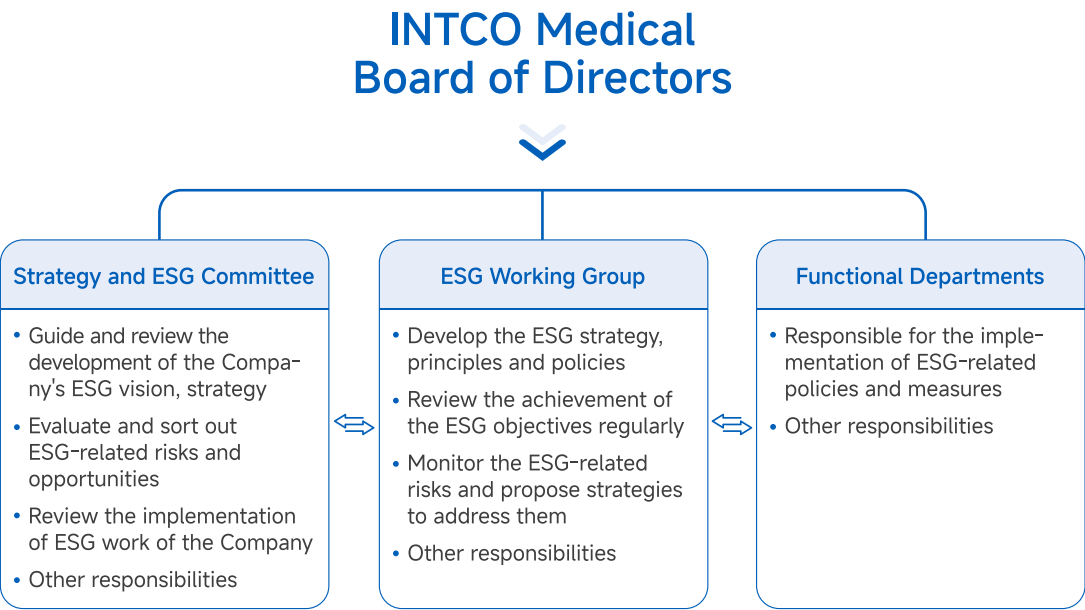 INTCO Medical
Board of Directors
Strategy and ESG Committee
• Guide and review the
development of the Compa-
ny's ESG vision, strategy
• Evaluate and sort out
ESG-related risks and
opportunities
• Review the implementation
of ESG work of the Company
• Other responsibilities
ESG Working Group
• Develop the ESG strategy,
principles and policies
• Review the achievement of
the ESG objectives regularly
• Monitor the ESG-related
risks and propose strategies
to address them
• Other responsibilities
Functional Departments
• Responsible for the imple-
mentation of ESG-related
policies and measures
• Other responsibilities